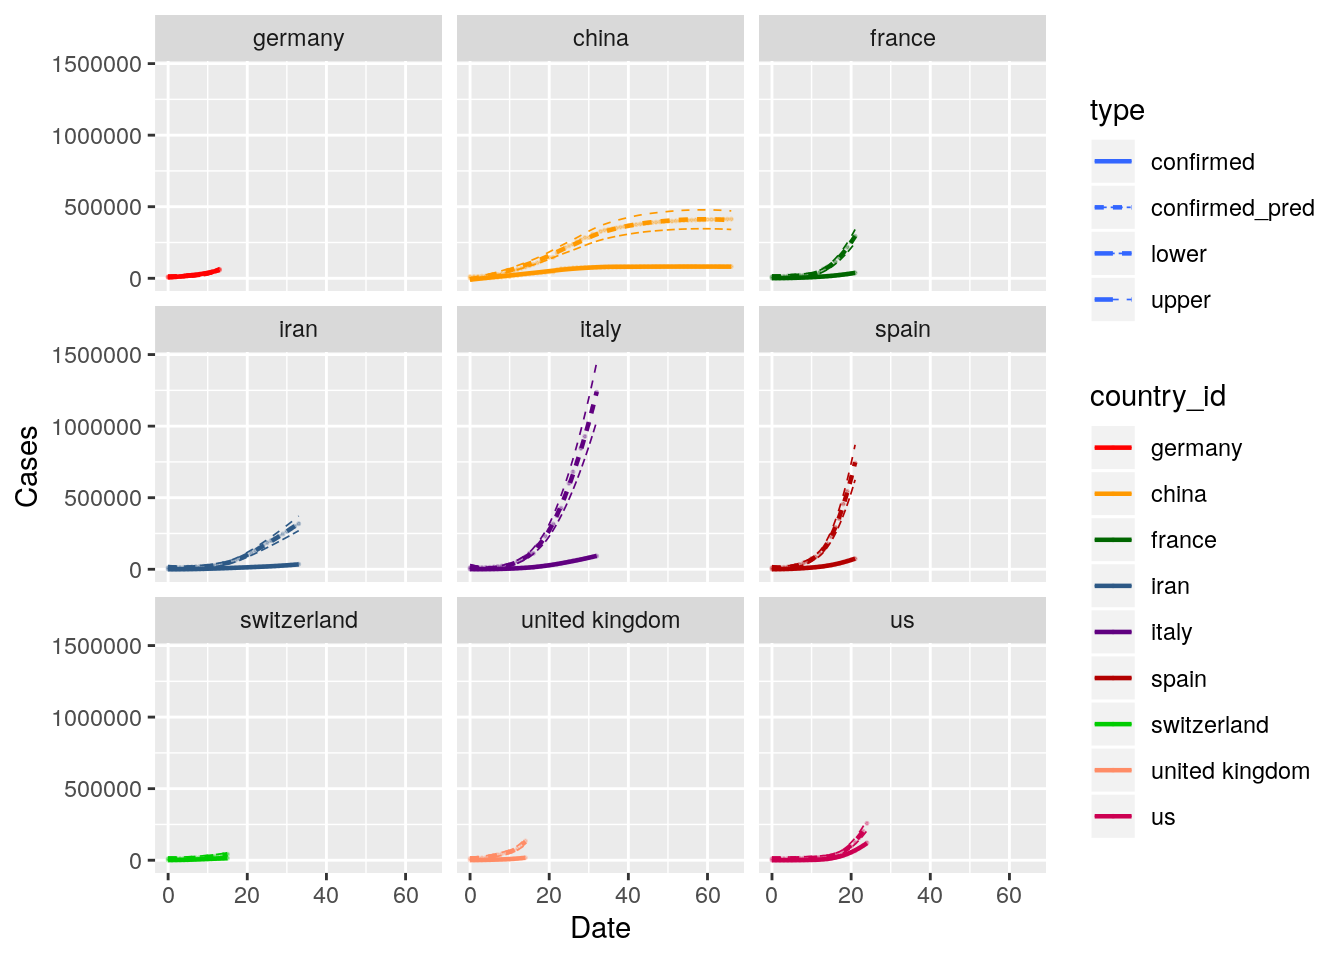 germany china france
1500000
1000000
500000
0
iran italy spain
1500000
1000000
500000
0
switzerland united kingdom us
1500000
1000000
500000
0
0 20 40 60 0 20 40 60 0 20 40 60
Date
Cases
type
confirmed
confirmed_pred
lower
upper
country_id
germany
china
france
iran
italy
spain
switzerland
united kingdom
us